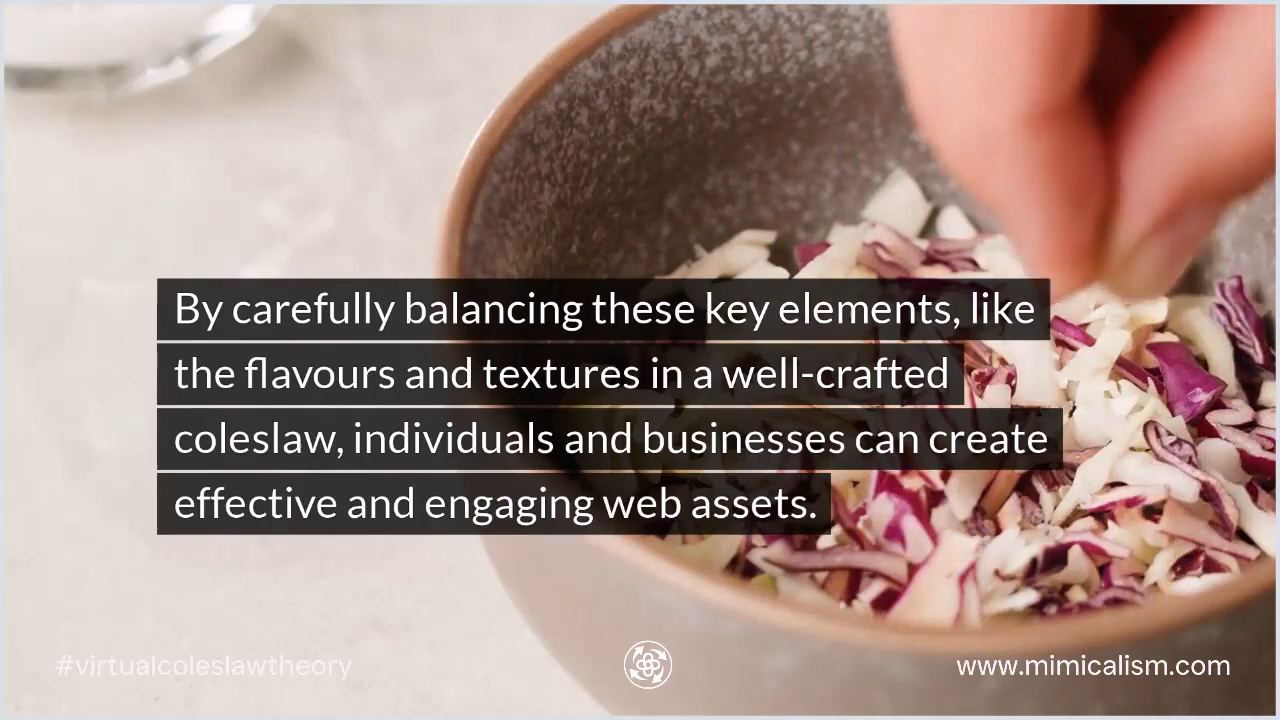 By carefully balancing these key elements, like
the flavours and textures in a well-crafted
coleslaw, individuals and businesses can create
effective and engaging web assets.
#virtualcoleslawtheory
www.mimicalism.com